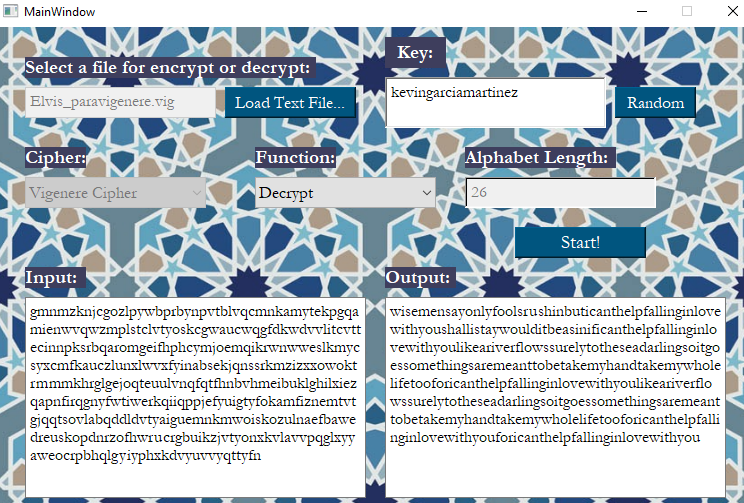 MainWindow
Select a file for encrypt or decrypt:
Key:
Elvis_paravigenere.vig
Load Text File...
kevingarciamartinez
Random
Cipher:
Function:
Alphabet Length:
Vigenere Cipher
Decrypt
26
Start!
Input:
Output:
gmnmzknjcgozlpywbprbynpvtblvqcmnkamytekpgqa
mienwvqwzmplstclvtyoskcgwaucwqgfdkwdvvlitcvtt
ecinnpksrbqaromgeifhphcymjoemqikrwnwweslkmyc
syxcmfkauczlunxlwvxfyinabsekjqnssrkmzizxxowokt
rmmmkhrglgejoqteuulvnqfqtfhnbvhmeibuklghilxiez
qapnfirqgnyfwtiwerkqiiqppjefyuigtyfokamfiznemtvt
gjqqtsovlabqddldvtyaiguemnkmwoiskozulnaefbawe
dreuskopdnrzofhwrucrgbuikzjvtyonxkvlavvpqglxyy
aweocrpbhqlgyiyphxkdvyuvvyqttyfn
wisemensayonlyfoolsrushinbuticanthelpfallinginlove
withyoushallistaywoulditbeasinificanthelpfallinginlo
vewithyoulikeariverflowssurelytotheseadarlingsoitgo
essomethingsaremeanttobetakemyhandtakemywhole
lifetooforicanthelpfallinginlovewithyoulikeariverflo
wssurelytotheseadarlingsoitgoessomethingsaremeant
tobetakemyhandtakemywholelifetooforicanthelpfalli
nginlovewithyouforicanthelpfallinginlovewithyou